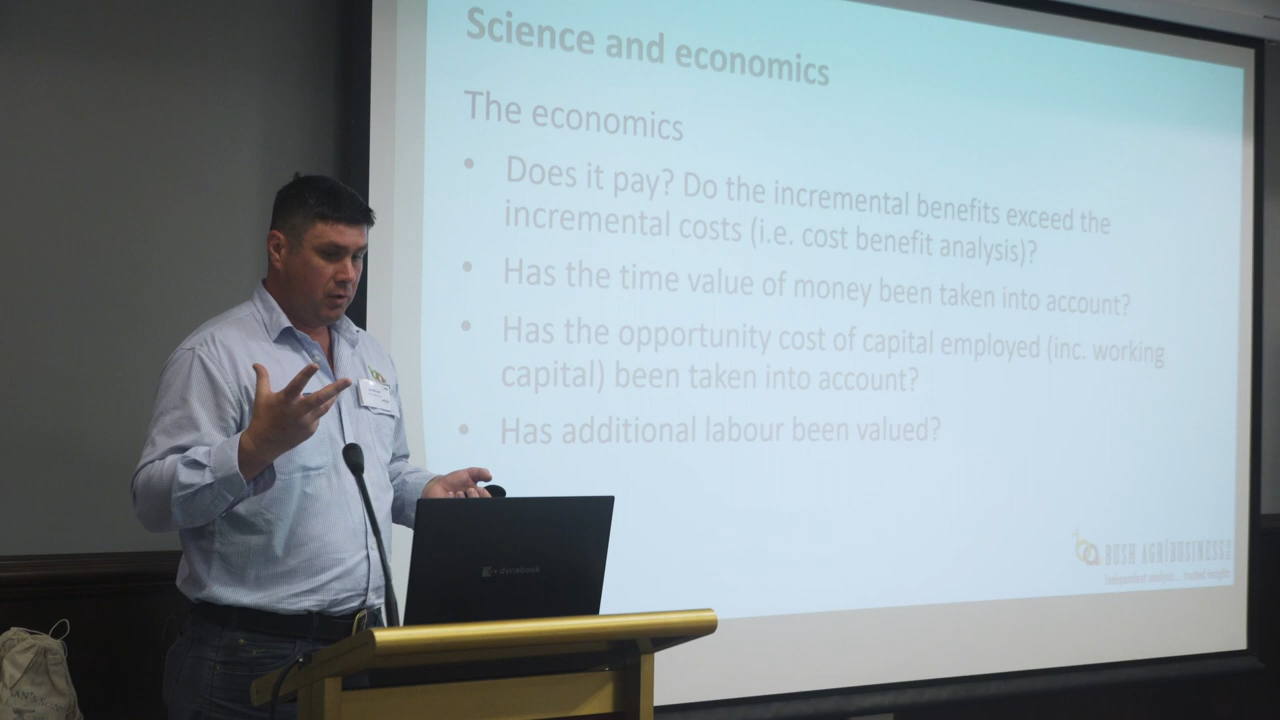 Science and economics
The economics
• Does it pay? Do the incremental benefits exceed the
incremental costs (i.e. cost benefit analysis)?
• Has the time value of money been taken into account?
• Has the opportunity cost of capital employed (inc. working
capital) been taken into account?
• Has additional labour been valued?
ba BUSH AGRIBUSINESS
Independent analysis... trusted insights
dynabook